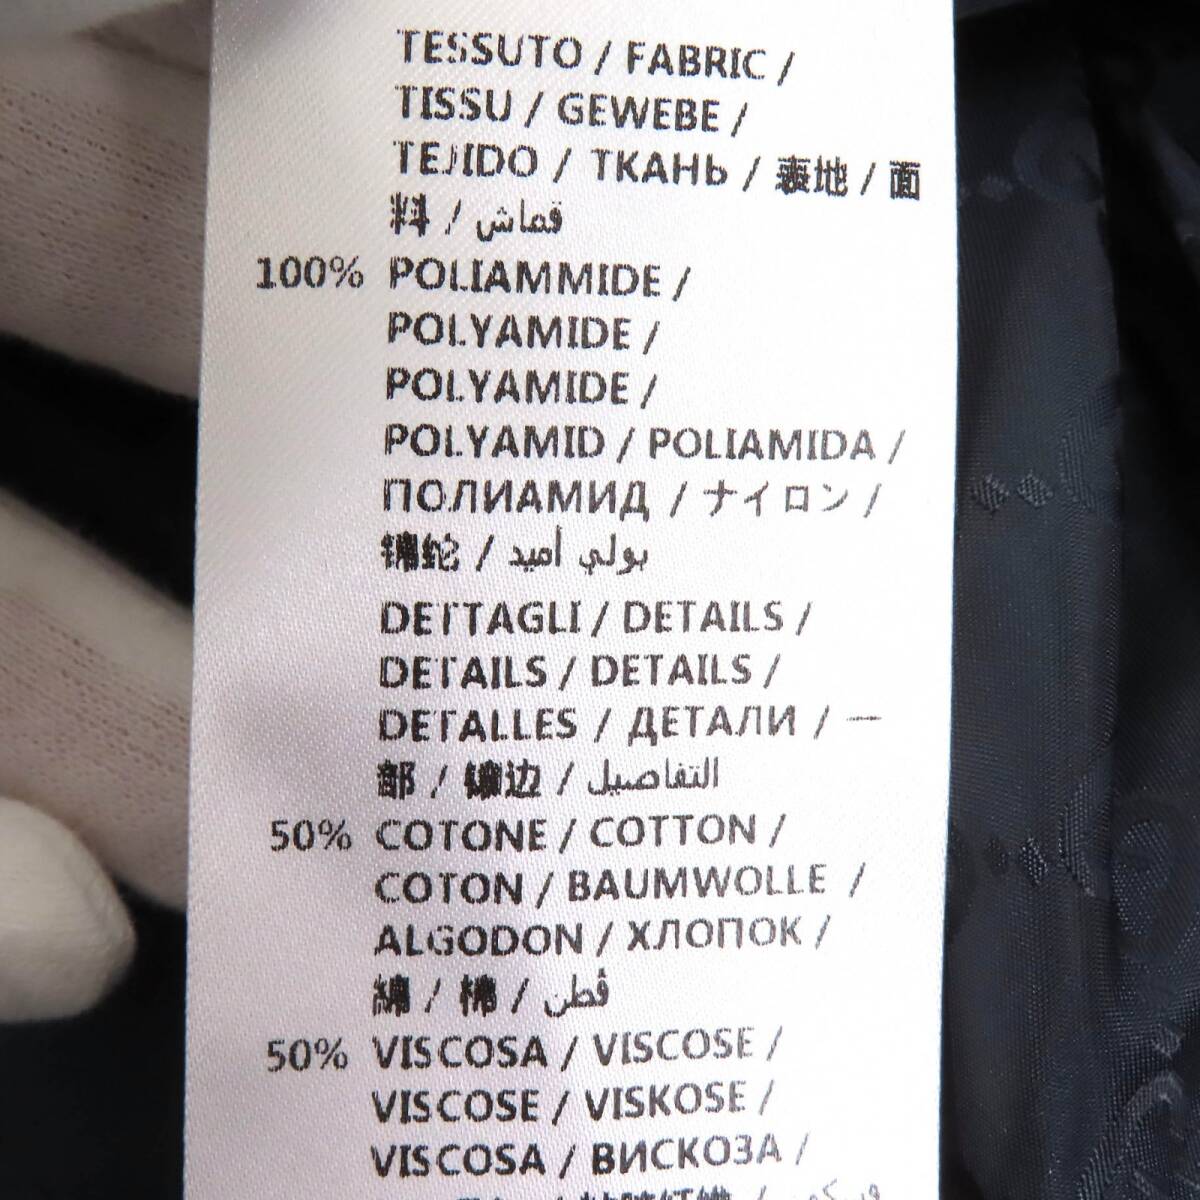 TESSUTO / FABRIC /
TISSU / GEWEBE /
TEJIDO / ТКАНЬ / 表地 / 面
料 / قماش
100% POLIAMMIDE /
POLYAMIDE /
POLYAMIDE /
POLYAMID / POLIAMIDA /
ПОЛИАМИД / ナイロン /
锦纶 / بولي أميد
DETTAGLI / DETAILS /
DETAILS / DETAILS /
DETALLES / ДЕТАЛИ / 一
部 / 镶边 / التفاصيل
50% COTONE / COTTON /
COTON / BAUMWOLLE /
ALGODON / ХЛОПОК /
綿 / 棉 / قطن
50% VISCOSA / VISCOSE /
VISCOSE / VISKOSE /
VISCOSA / ВИСКОЗА /